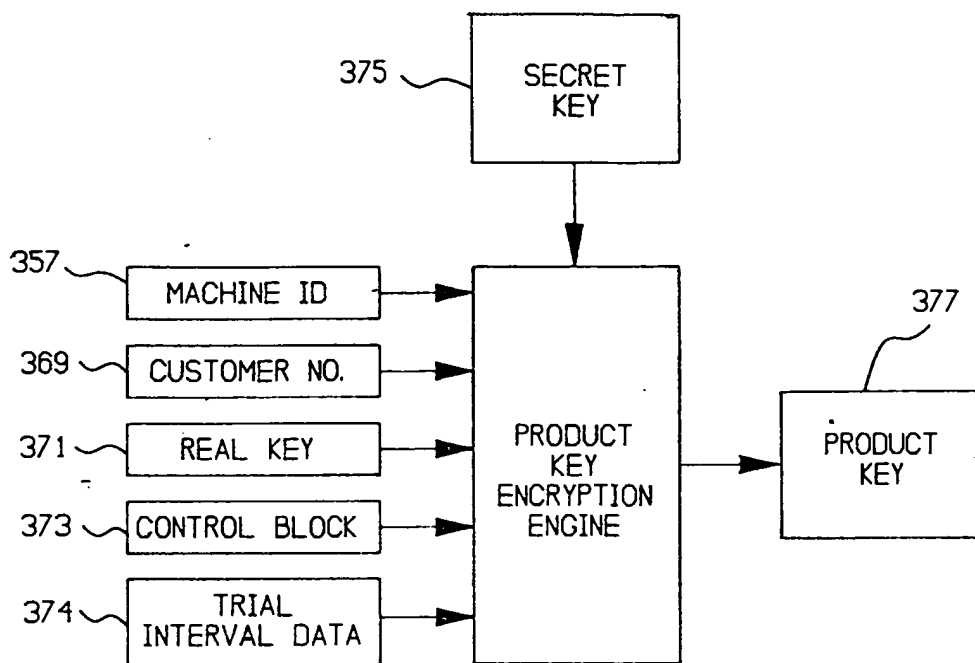 375
SECRET
KEY
357
MACHINE ID
369
CUSTOMER NO.
371
REAL KEY
373
CONTROL BLOCK
374
TRIAL
INTERVAL DATA
PRODUCT
KEY
ENCRYPTION
ENGINE
377
PRODUCT
KEY